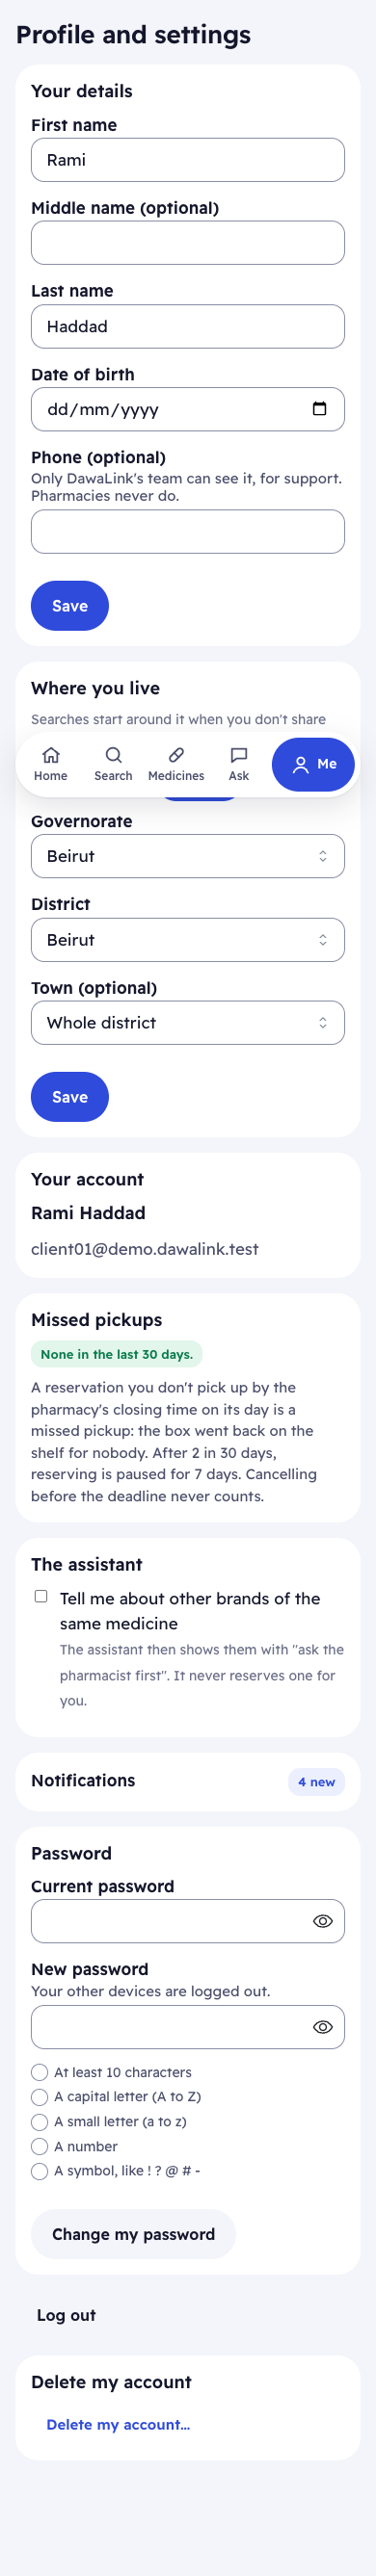 Profile and settings
Your details
First name
Rami
Middle name (optional)
Last name
Haddad
Date of birth
dd/mm/yyyy
Phone (optional)
Only DawaLink's team can see it, for support.
Pharmacies never do.
Save
Where you live
Searches start around it when you don't share
Home
Search
Medicines
Ask
Me
Governorate
Beirut
District
Beirut
Town (optional)
Whole district
Save
Your account
Rami Haddad
client01@demo.dawalink.test
Missed pickups
None in the last 30 days.
A reservation you don't pick up by the
pharmacy's closing time on its day is a
missed pickup: the box went back on the
shelf for nobody. After 2 in 30 days,
reserving is paused for 7 days. Cancelling
before the deadline never counts.
The assistant
Tell me about other brands of the
same medicine
The assistant then shows them with "ask the
pharmacist first". It never reserves one for
you.
Notifications
4 new
Password
Current password
New password
Your other devices are logged out.
At least 10 characters
A capital letter (A to Z)
A small letter (a to z)
A number
A symbol, like ! ? @ # -
Change my password
Log out
Delete my account
Delete my account...